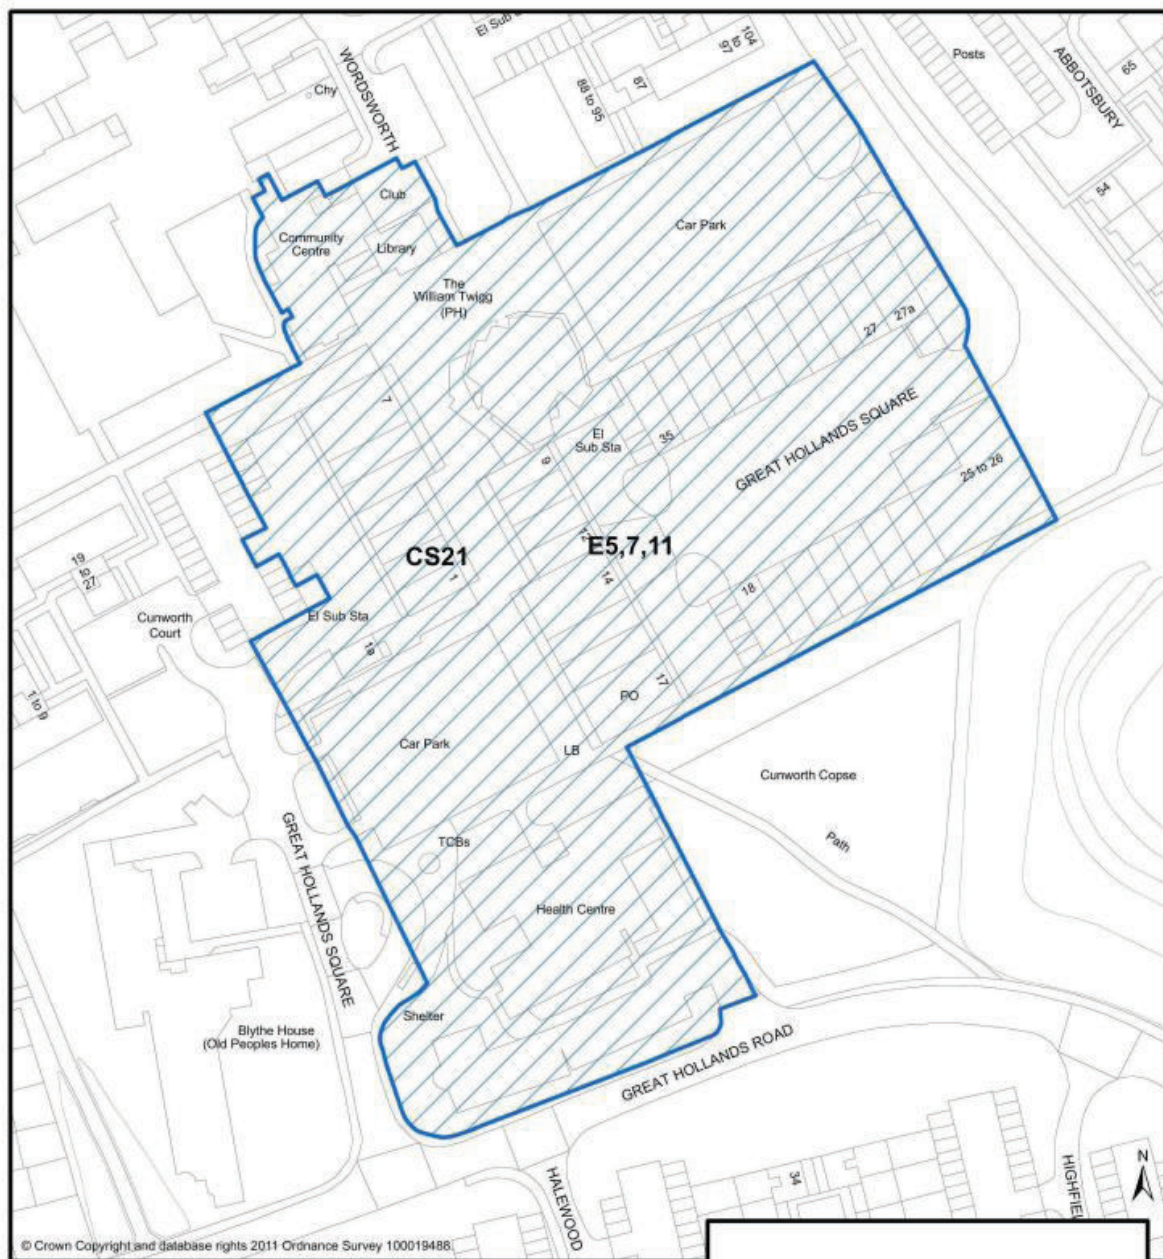 El Sub S
104
to
97
Posts
ABBOTSBURY
65
WORDSWORTH
Chy
87
88 to 95
54
Club
Community
Centre
Library
Car Park
The
William Twigg
(PH)
27
27a
7
El
Sub Sta
35
GREAT HOLLANDS SQUARE
9
25 to 26
CS21
12
E5,7,11
14
1
18
19
to
27
Cunworth
Court
El Sub Sta
1a
17
1 to 9
PO
Car Park
LB
Cunworth Copse
TCBs
Path
GREAT HOLLANDS SQUARE
Health Centre
Shelter
Blythe House
(Old Peoples Home)
GREAT HOLLANDS ROAD
HALEWOOD
34
HIGHFIEL
N
© Crown Copyright and database rights 2011 Ordnance Survey 100019488